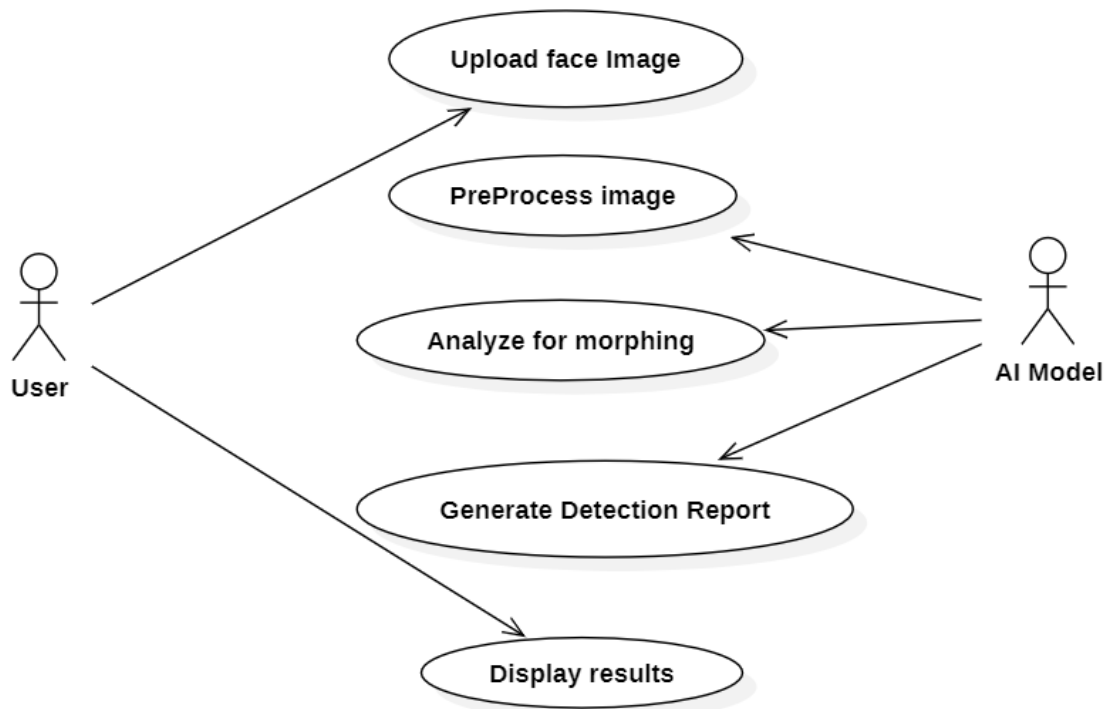 Upload face Image
PreProcess image
Analyze for morphing
User
AI Model
Generate Detection Report
Display results